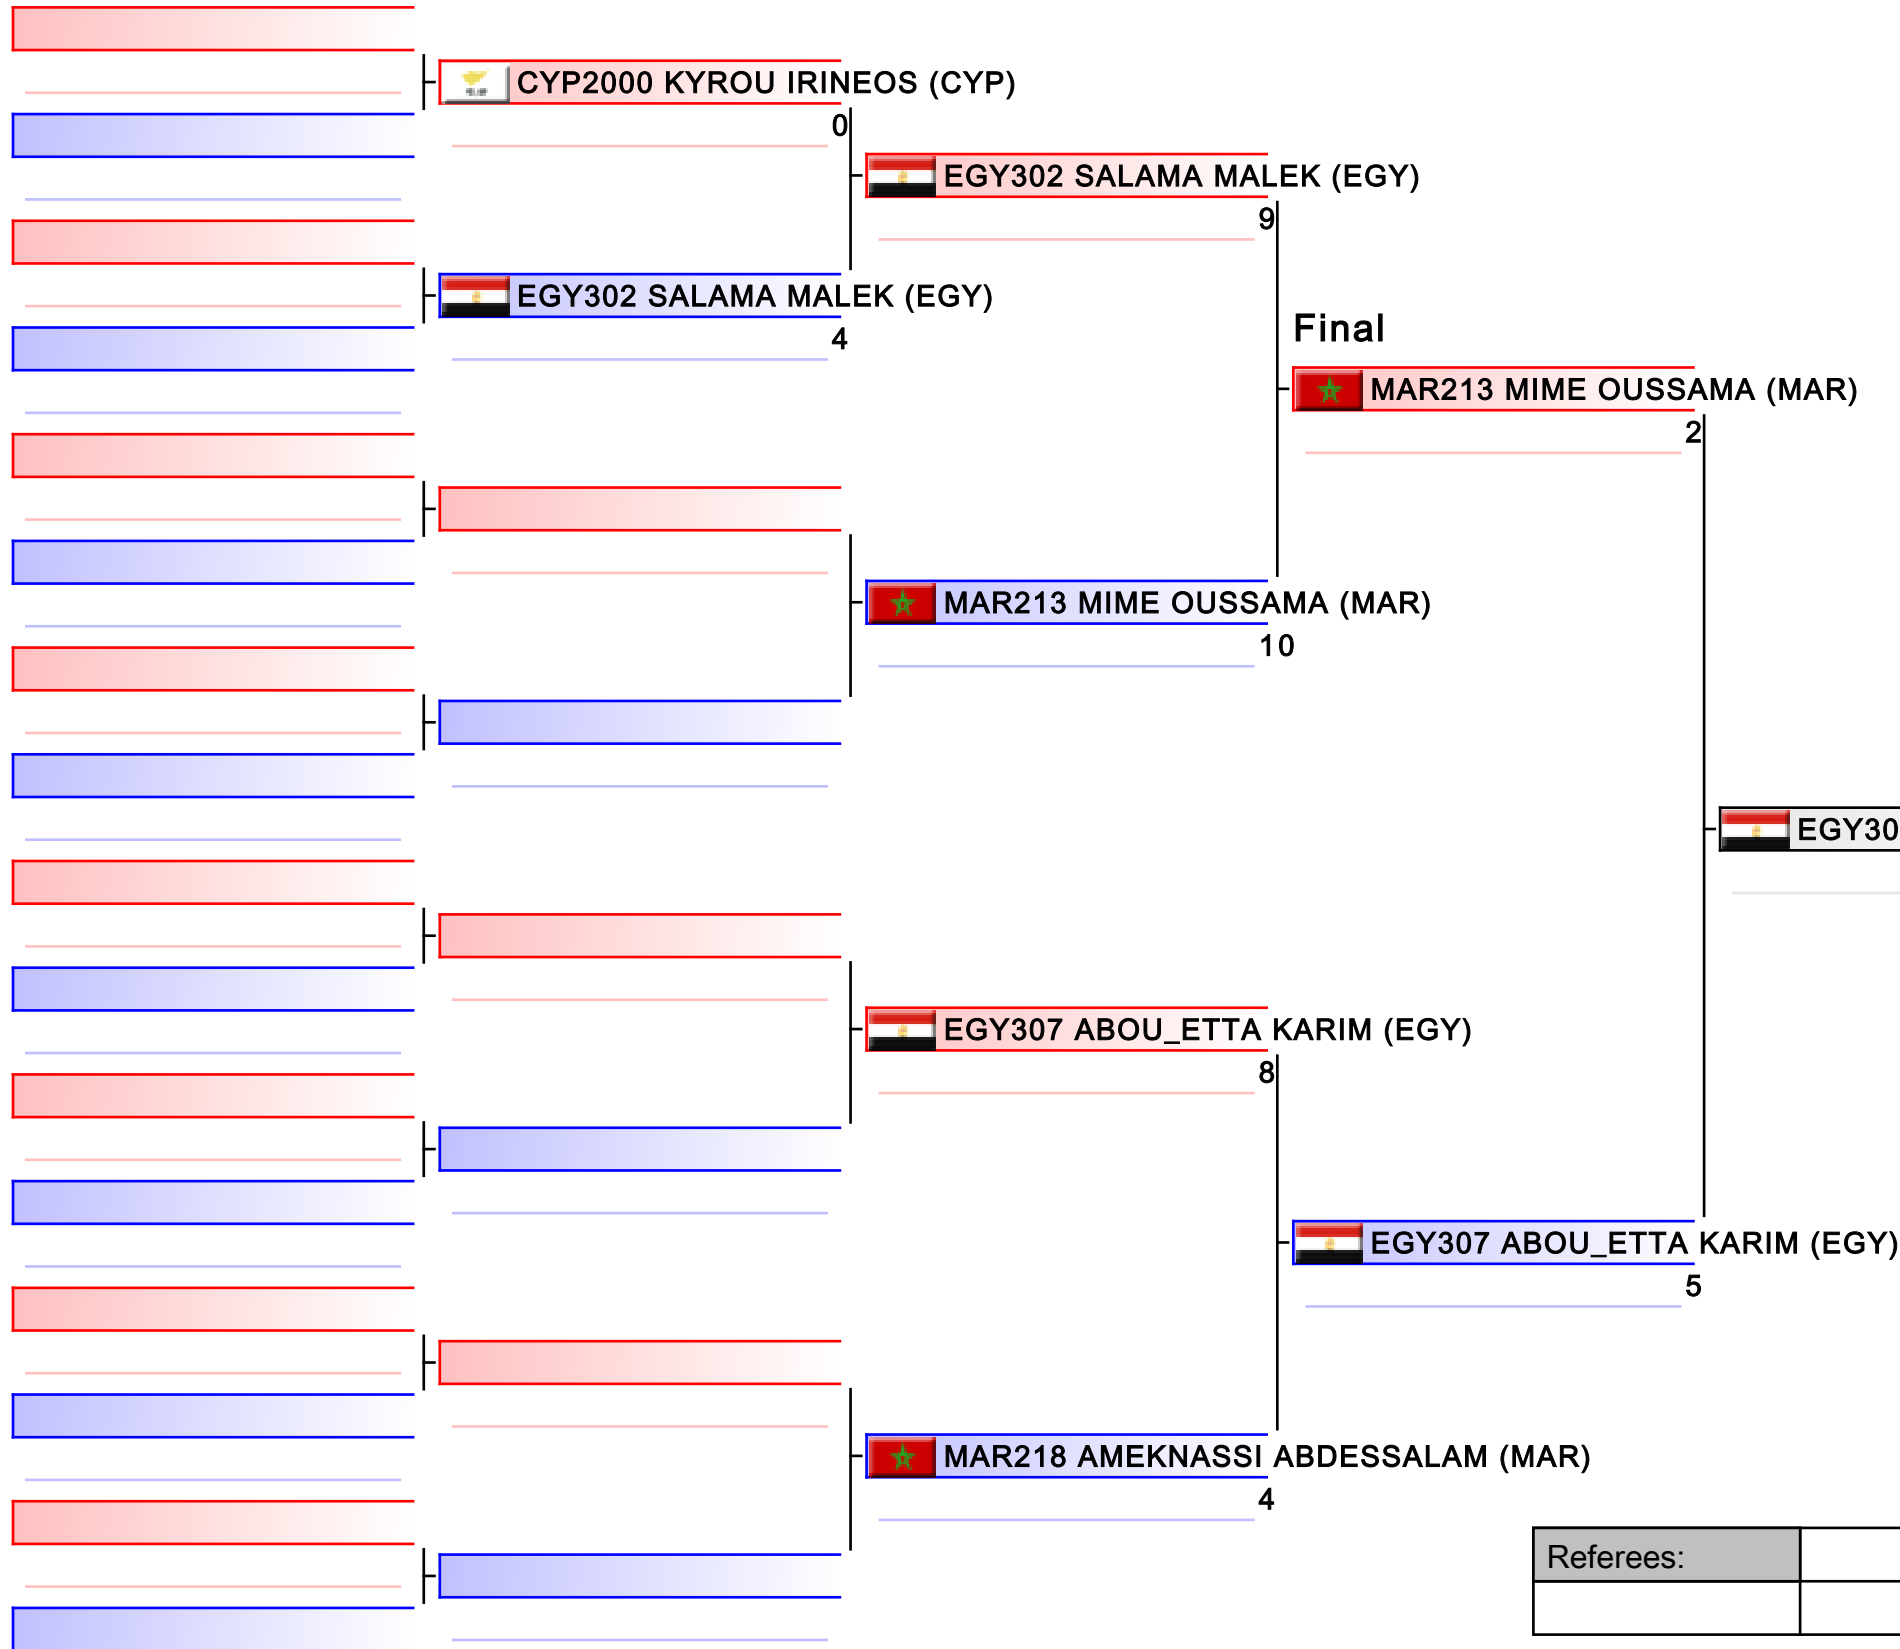 CYP2000 KYROU IRINEOS (CYP)
0
EGY302 SALAMA MALEK (EGY)
9
EGY302 SALAMA MALEK (EGY)
4
Final
MAR213 MIME OUSSAMA (MAR)
2
MAR213 MIME OUSSAMA (MAR)
10
EGY30
EGY307 ABOU_ETTA KARIM (EGY)
8
EGY307 ABOU_ETTA KARIM (EGY)
5
MAR218 AMEKNASSI ABDESSALAM (MAR)
4
Referees: